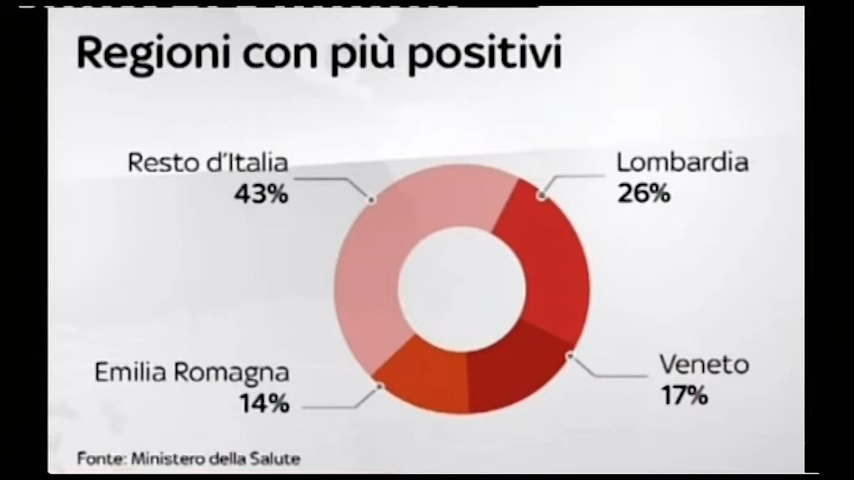 Regioni con più positivi
Resto d'Italia
43%
Lombardia
26%
Emilia Romagna
14%
Veneto
17%
Fonte: Ministero della Salute